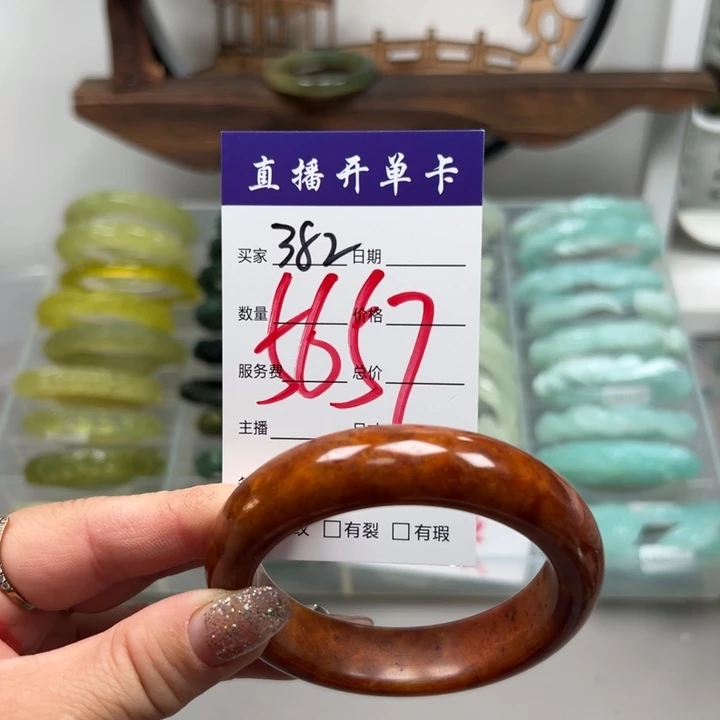 直播开单卡
买家 382 日期
数量 价格
5657
服务费 总价
主播
□有裂 □有瑕